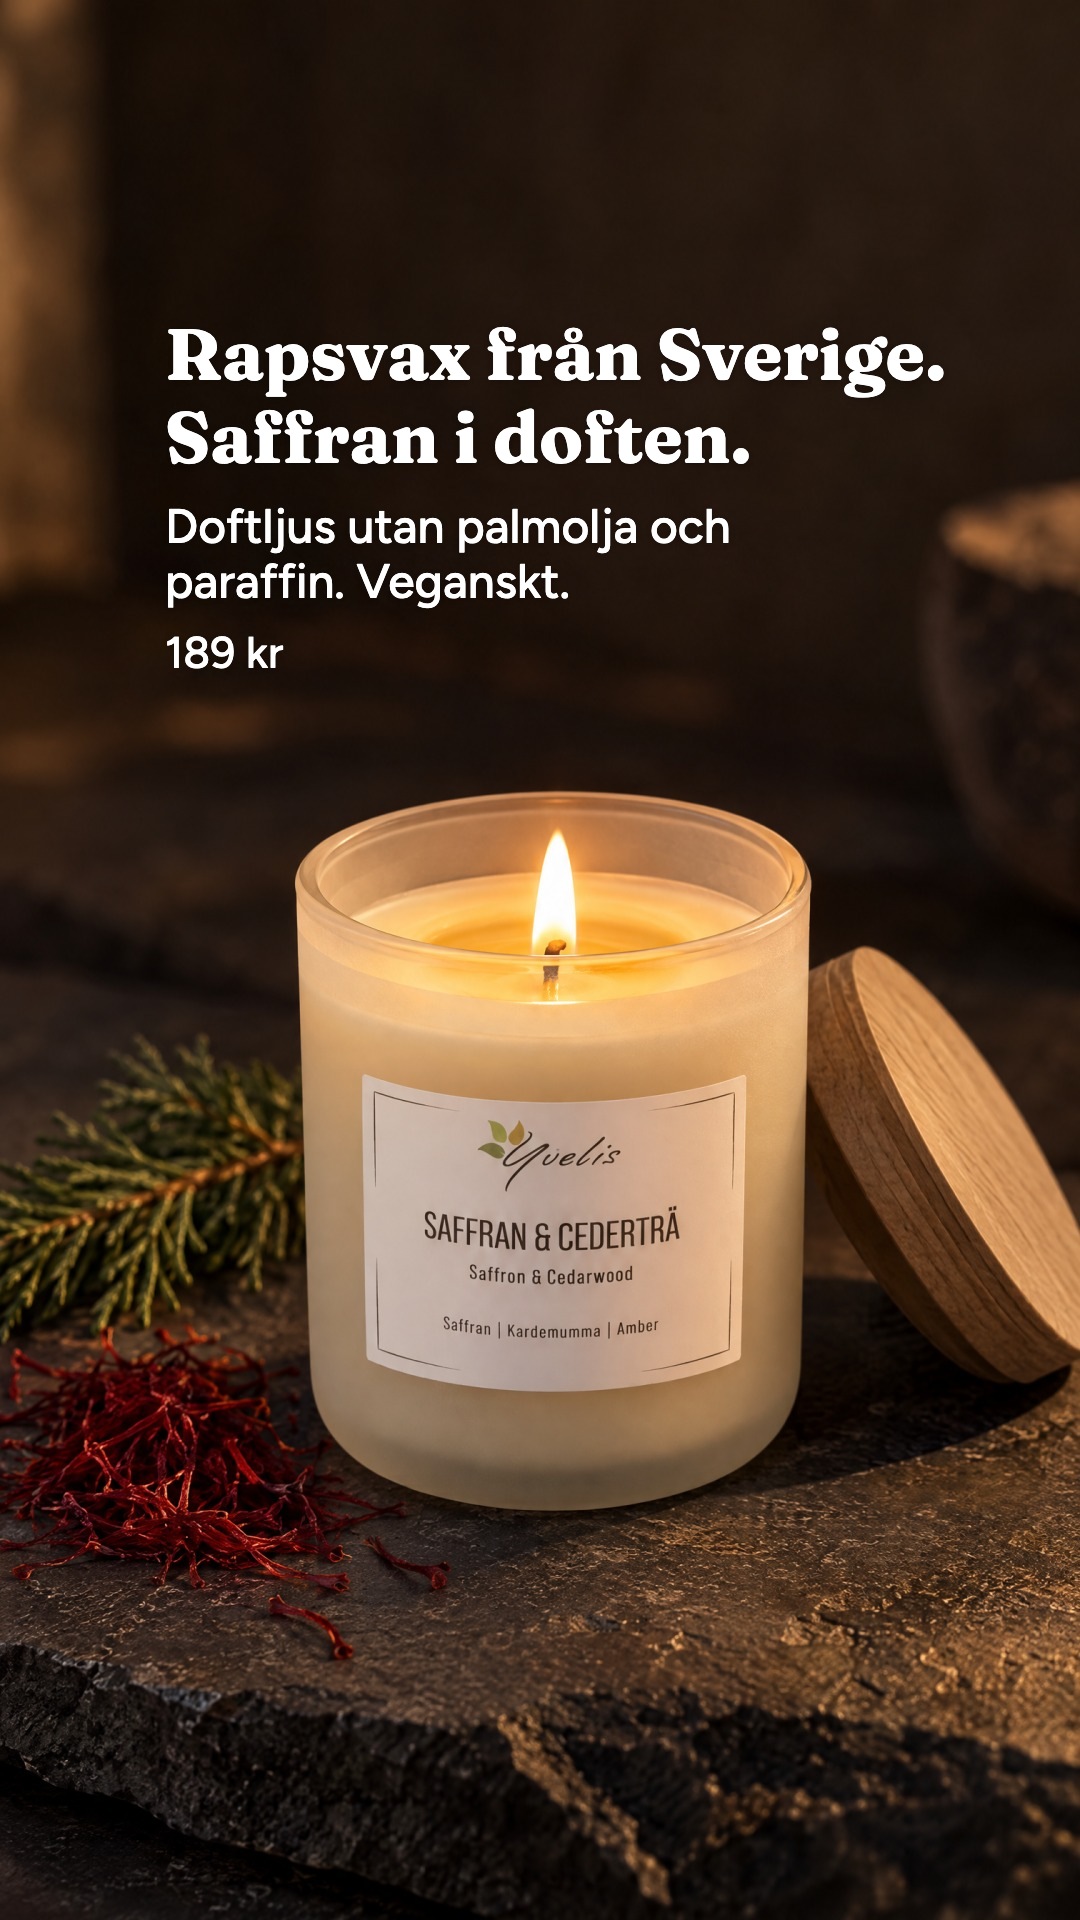 Rapsvax från Sverige.
Saffran i doften.
Doftljus utan palmolja och
paraffin. Veganskt.
189 kr
Yvelis
SAFFRAN & CEDERTRÄ
Saffron & Cedarwood
Saffran | Kardemumma | Amber